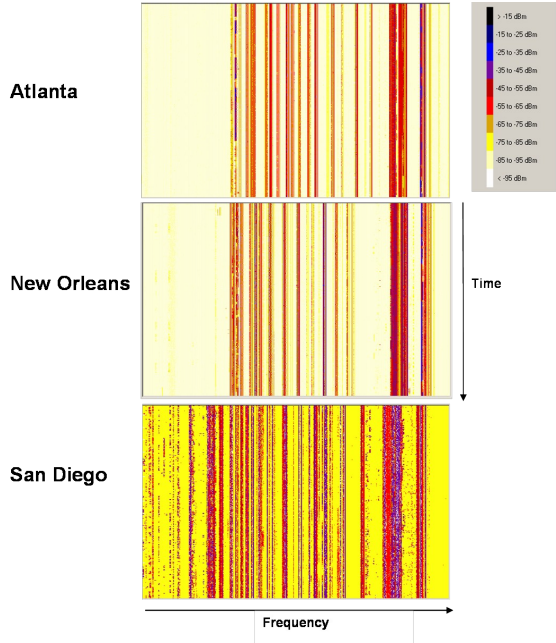 Atlanta
> -15 dBm
-15 to -25 dBm
-25 to -35 dBm
-35 to -45 dBm
-45 to -55 dBm
-55 to -65 dBm
-65 to -75 dBm
-75 to -85 dBm
-85 to -95 dBm
< -95 dBm
New Orleans
Time
San Diego
Frequency